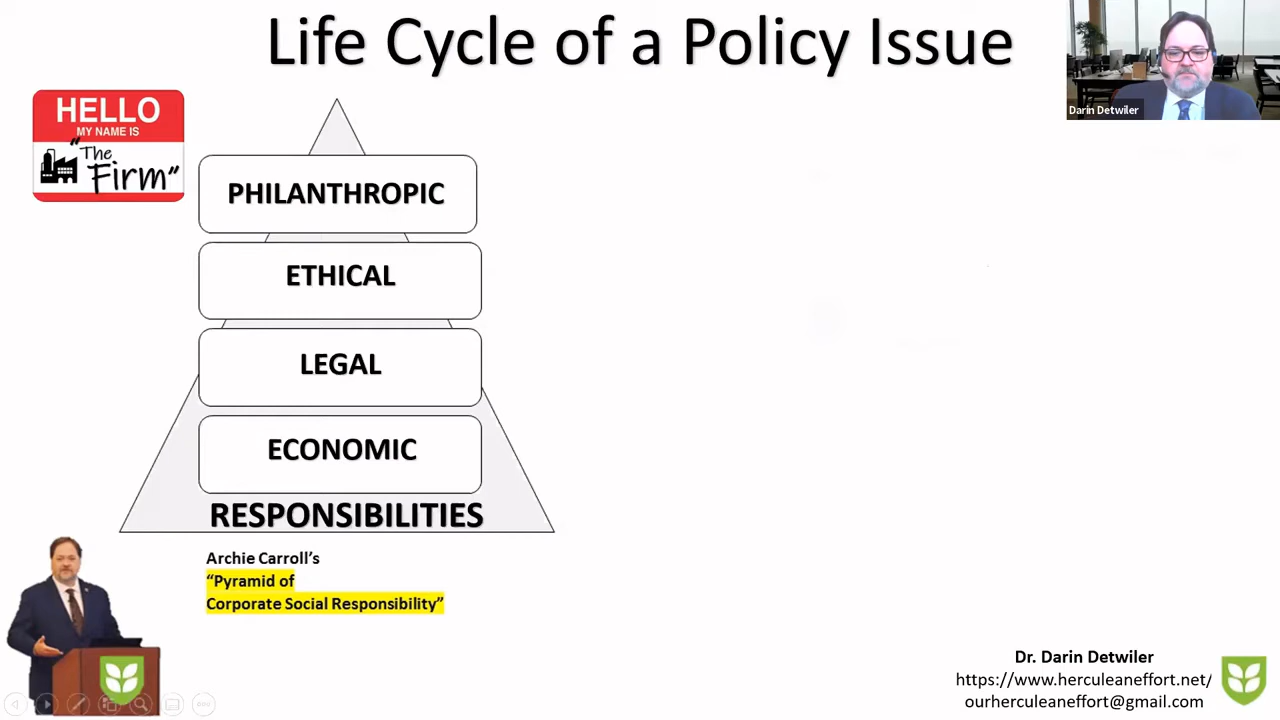 Life Cycle of a Policy Issue
Darin Detwiler
HELLO
MY NAME IS
"The
Firm"
PHILANTHROPIC
ETHICAL
LEGAL
ECONOMIC
RESPONSIBILITIES
Archie Carroll’s
“Pyramid of
Corporate Social Responsibility”
Dr. Darin Detwiler
https://www.herculeaneffort.net/
ourherculeaneffort@gmail.com